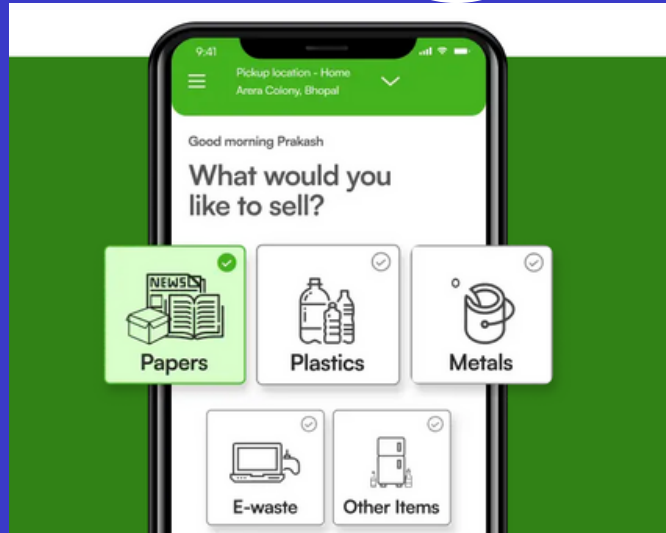 9:41
Pickup location - Home
Arera Colony, Bhopal
Good morning Prakash
What would you
like to sell?
NEWS
Papers
Plastics
Metals
E-waste
Other Items